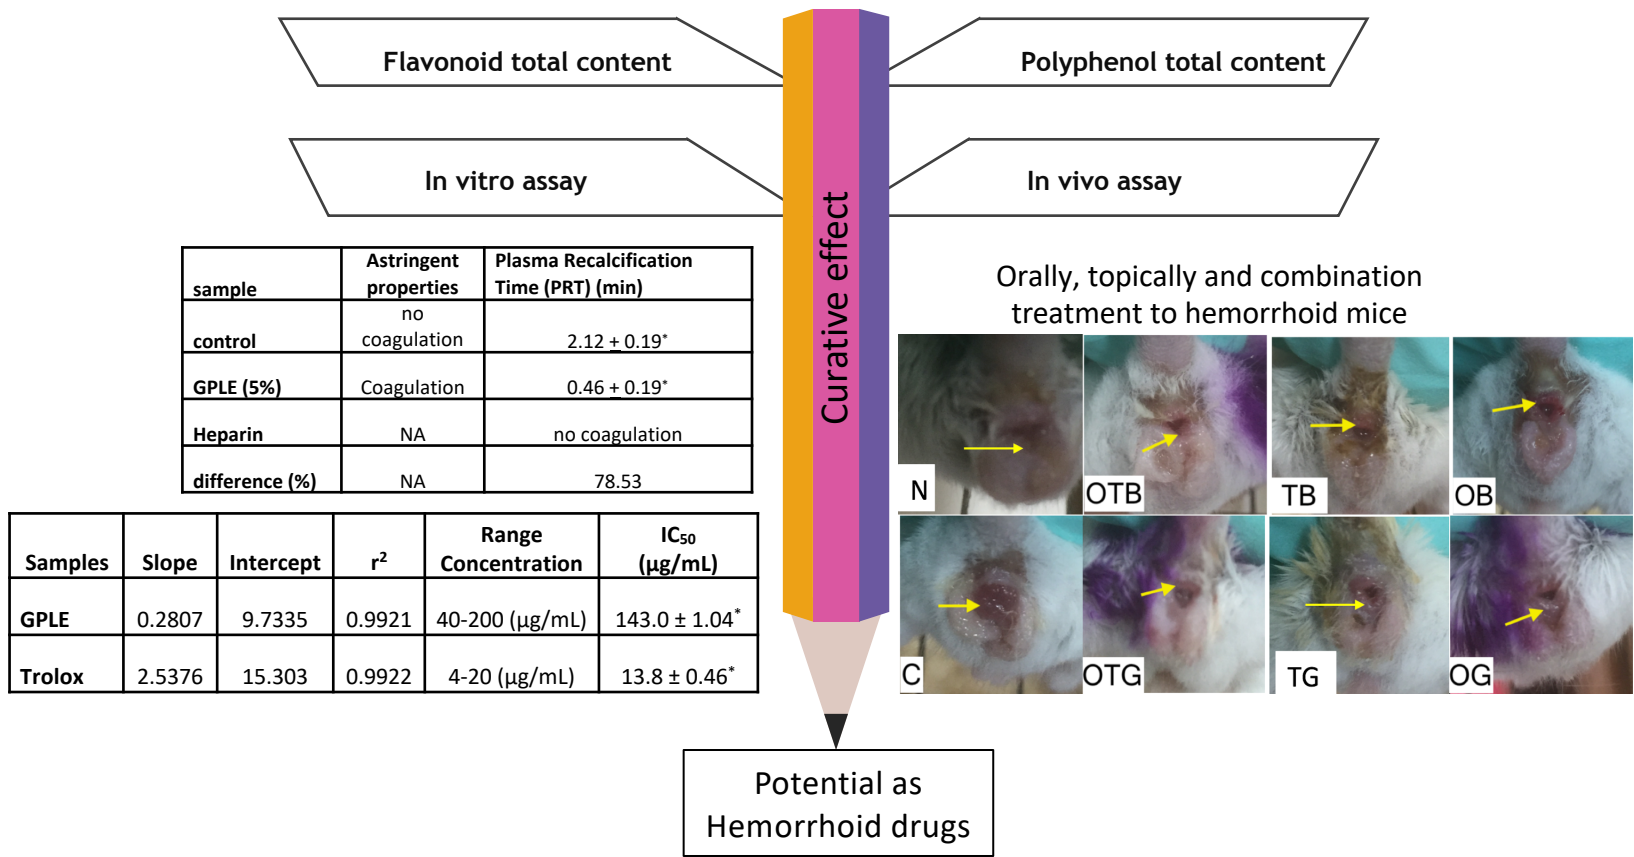 Flavonoid total content
Polyphenol total content
In vitro assay
In vivo assay
Curative effect
sample
Astringent
properties
Plasma Recalcification
Time (PRT) (min)
control
no
coagulation
2.12 ± 0.19*
GPLE (5%)
Coagulation
0.46 ± 0.19*
Heparin
NA
no coagulation
difference (%)
NA
78.53
Samples
Slope
Intercept
r²
Range
Concentration
IC₅₀
(µg/mL)
GPLE
0.2807
9.7335
0.9921
40-200 (µg/mL)
143.0 ± 1.04*
Trolox
2.5376
15.303
0.9922
4-20 (µg/mL)
13.8 ± 0.46*
Orally, topically and combination
treatment to hemorrhoid mice
N
OTB
TB
OB
C
OTG
TG
OG
Potential as
Hemorrhoid drugs